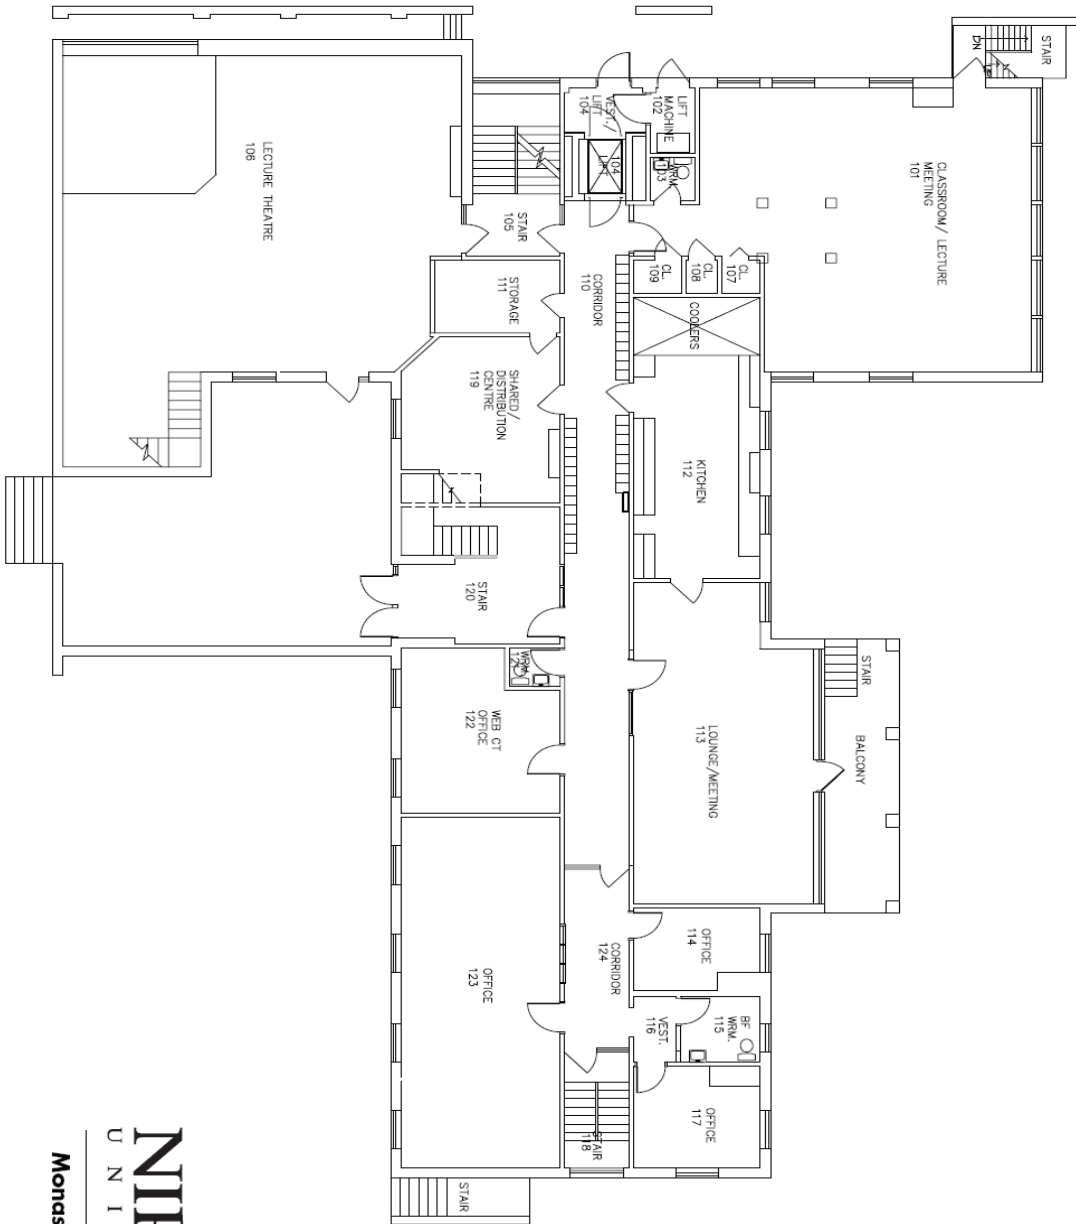 STAIR
DN
LIFT
MACHINE
102
VEST./
LIFT
104
104
LIFT
WRM.
103
CLASSROOM/ LECTURE
MEETING
101
LECTURE THEATRE
106
STAIR
105
CL.
109
CL.
108
CL.
107
STORAGE
111
CORRIDOR
110
COOLERS
SHARED/
DISTRIBUTION
CENTRE
119
KITCHEN
112
STAIR
120
WRM.
WEB CT
OFFICE
122
LOUNGE/MEETING
113
STAIR
BALCONY
OFFICE
123
CORRIDOR
124
OFFICE
114
VEST.
116
BF
WRM.
115
OFFICE
117
STAIR
118
STAIR
NI
U N I
Monas